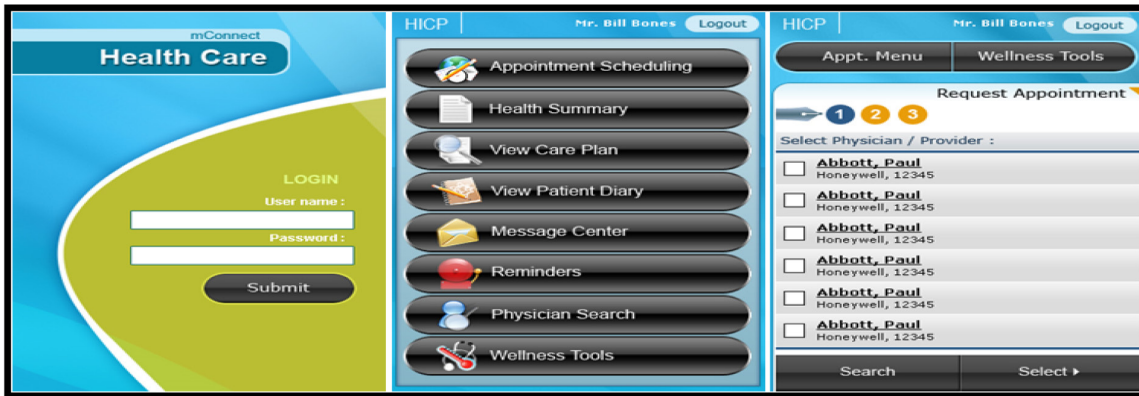 mConnect
Health Care
LOGIN
User name :
Password :
Submit
HICP
Mr. Bill Bones
Logout
Appointment Scheduling
Health Summary
View Care Plan
View Patient Diary
Message Center
Reminders
Physician Search
Wellness Tools
HICP
Mr. Bill Bones
Logout
Appt. Menu
Wellness Tools
Request Appointment
1 2 3
Select Physician / Provider :
Abbott, Paul
Honeywell, 12345
Abbott, Paul
Honeywell, 12345
Abbott, Paul
Honeywell, 12345
Abbott, Paul
Honeywell, 12345
Abbott, Paul
Honeywell, 12345
Abbott, Paul
Honeywell, 12345
Search
Select